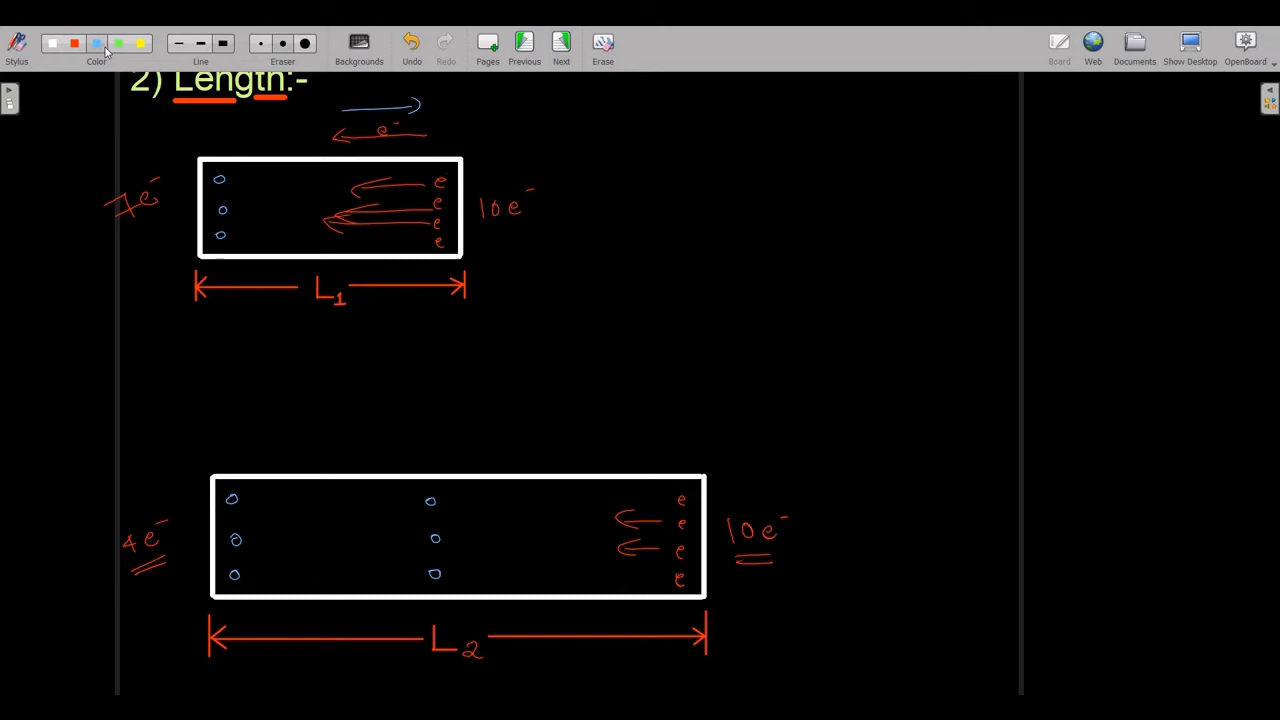 Stylus Color Line Eraser Backgrounds Undo Redo Pages Previous Next Erase Board Web Documents Show Desktop OpenBoard
2) Length:-
e⁻
7e⁻ e 10e⁻
e
e
e
L₁
e
e
4e⁻ e 10e⁻
e
L₂